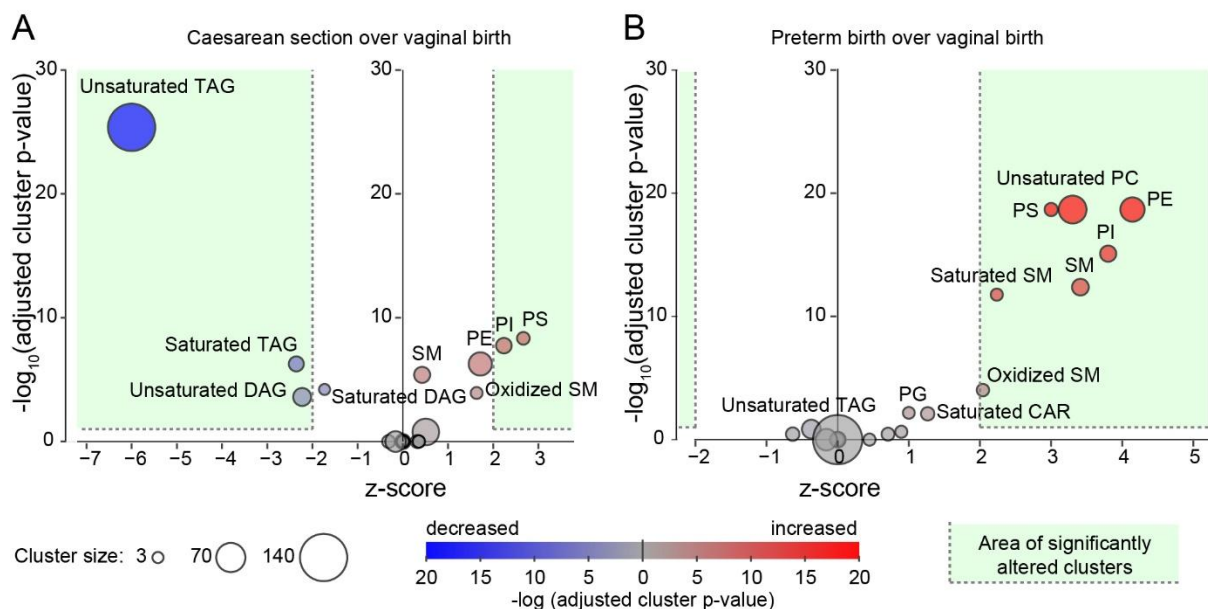 A
Caesarean section over vaginal birth
-log10(adjusted cluster p-value)
30
20
10
0
Unsaturated TAG
Saturated TAG
Unsaturated DAG
Saturated DAG
SM
PE
PI
PS
Oxidized SM
−7 −6 −5 −4 −3 −2 −1 0 1 2 3
z-score
B
Preterm birth over vaginal birth
-log10(adjusted cluster p-value)
30
20
10
0
Unsaturated PC
PS
PE
PI
Saturated SM
SM
Oxidized SM
Unsaturated TAG
PG
Saturated CAR
−1 0 1 2 3 4 5
z-score
Cluster size: 3 70 140
decreased increased
20 15 10 5 0 5 10 15 20
-log (adjusted cluster p-value)
Area of significantly
altered clusters